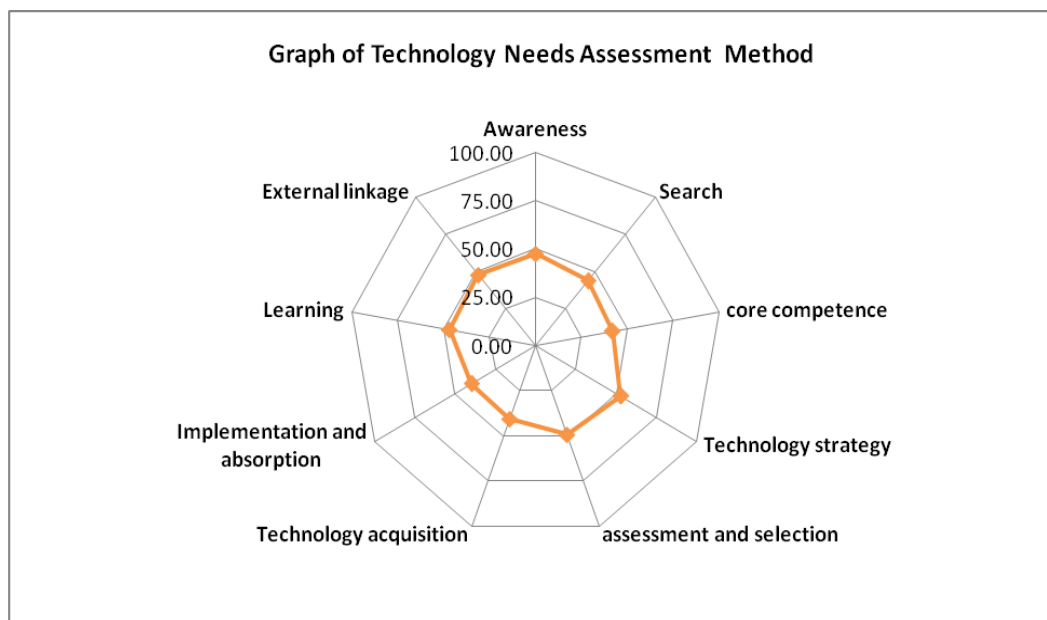 Graph of Technology Needs Assessment Method
Awareness
100.00
External linkage
75.00
Search
50.00
25.00
Learning
core competence
0.00
Implementation and
absorption
Technology strategy
Technology acquisition
assessment and selection